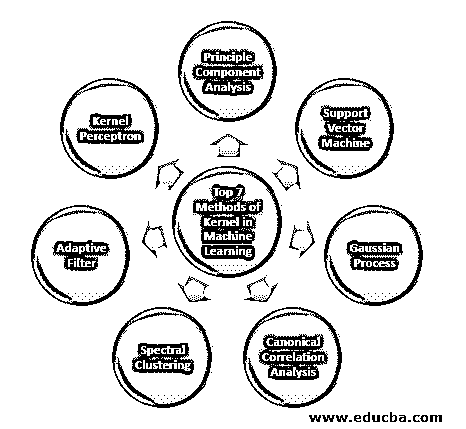 Principle
Component
Analysis
Support
Vector
Machine
Gaussian
Process
Canonical
Correlation
Analysis
Spectral
Clustering
Adaptive
Filter
Kernel
Perceptron
Top 7
Methods of
Kernel in
Machine
Learning
www.educba.com